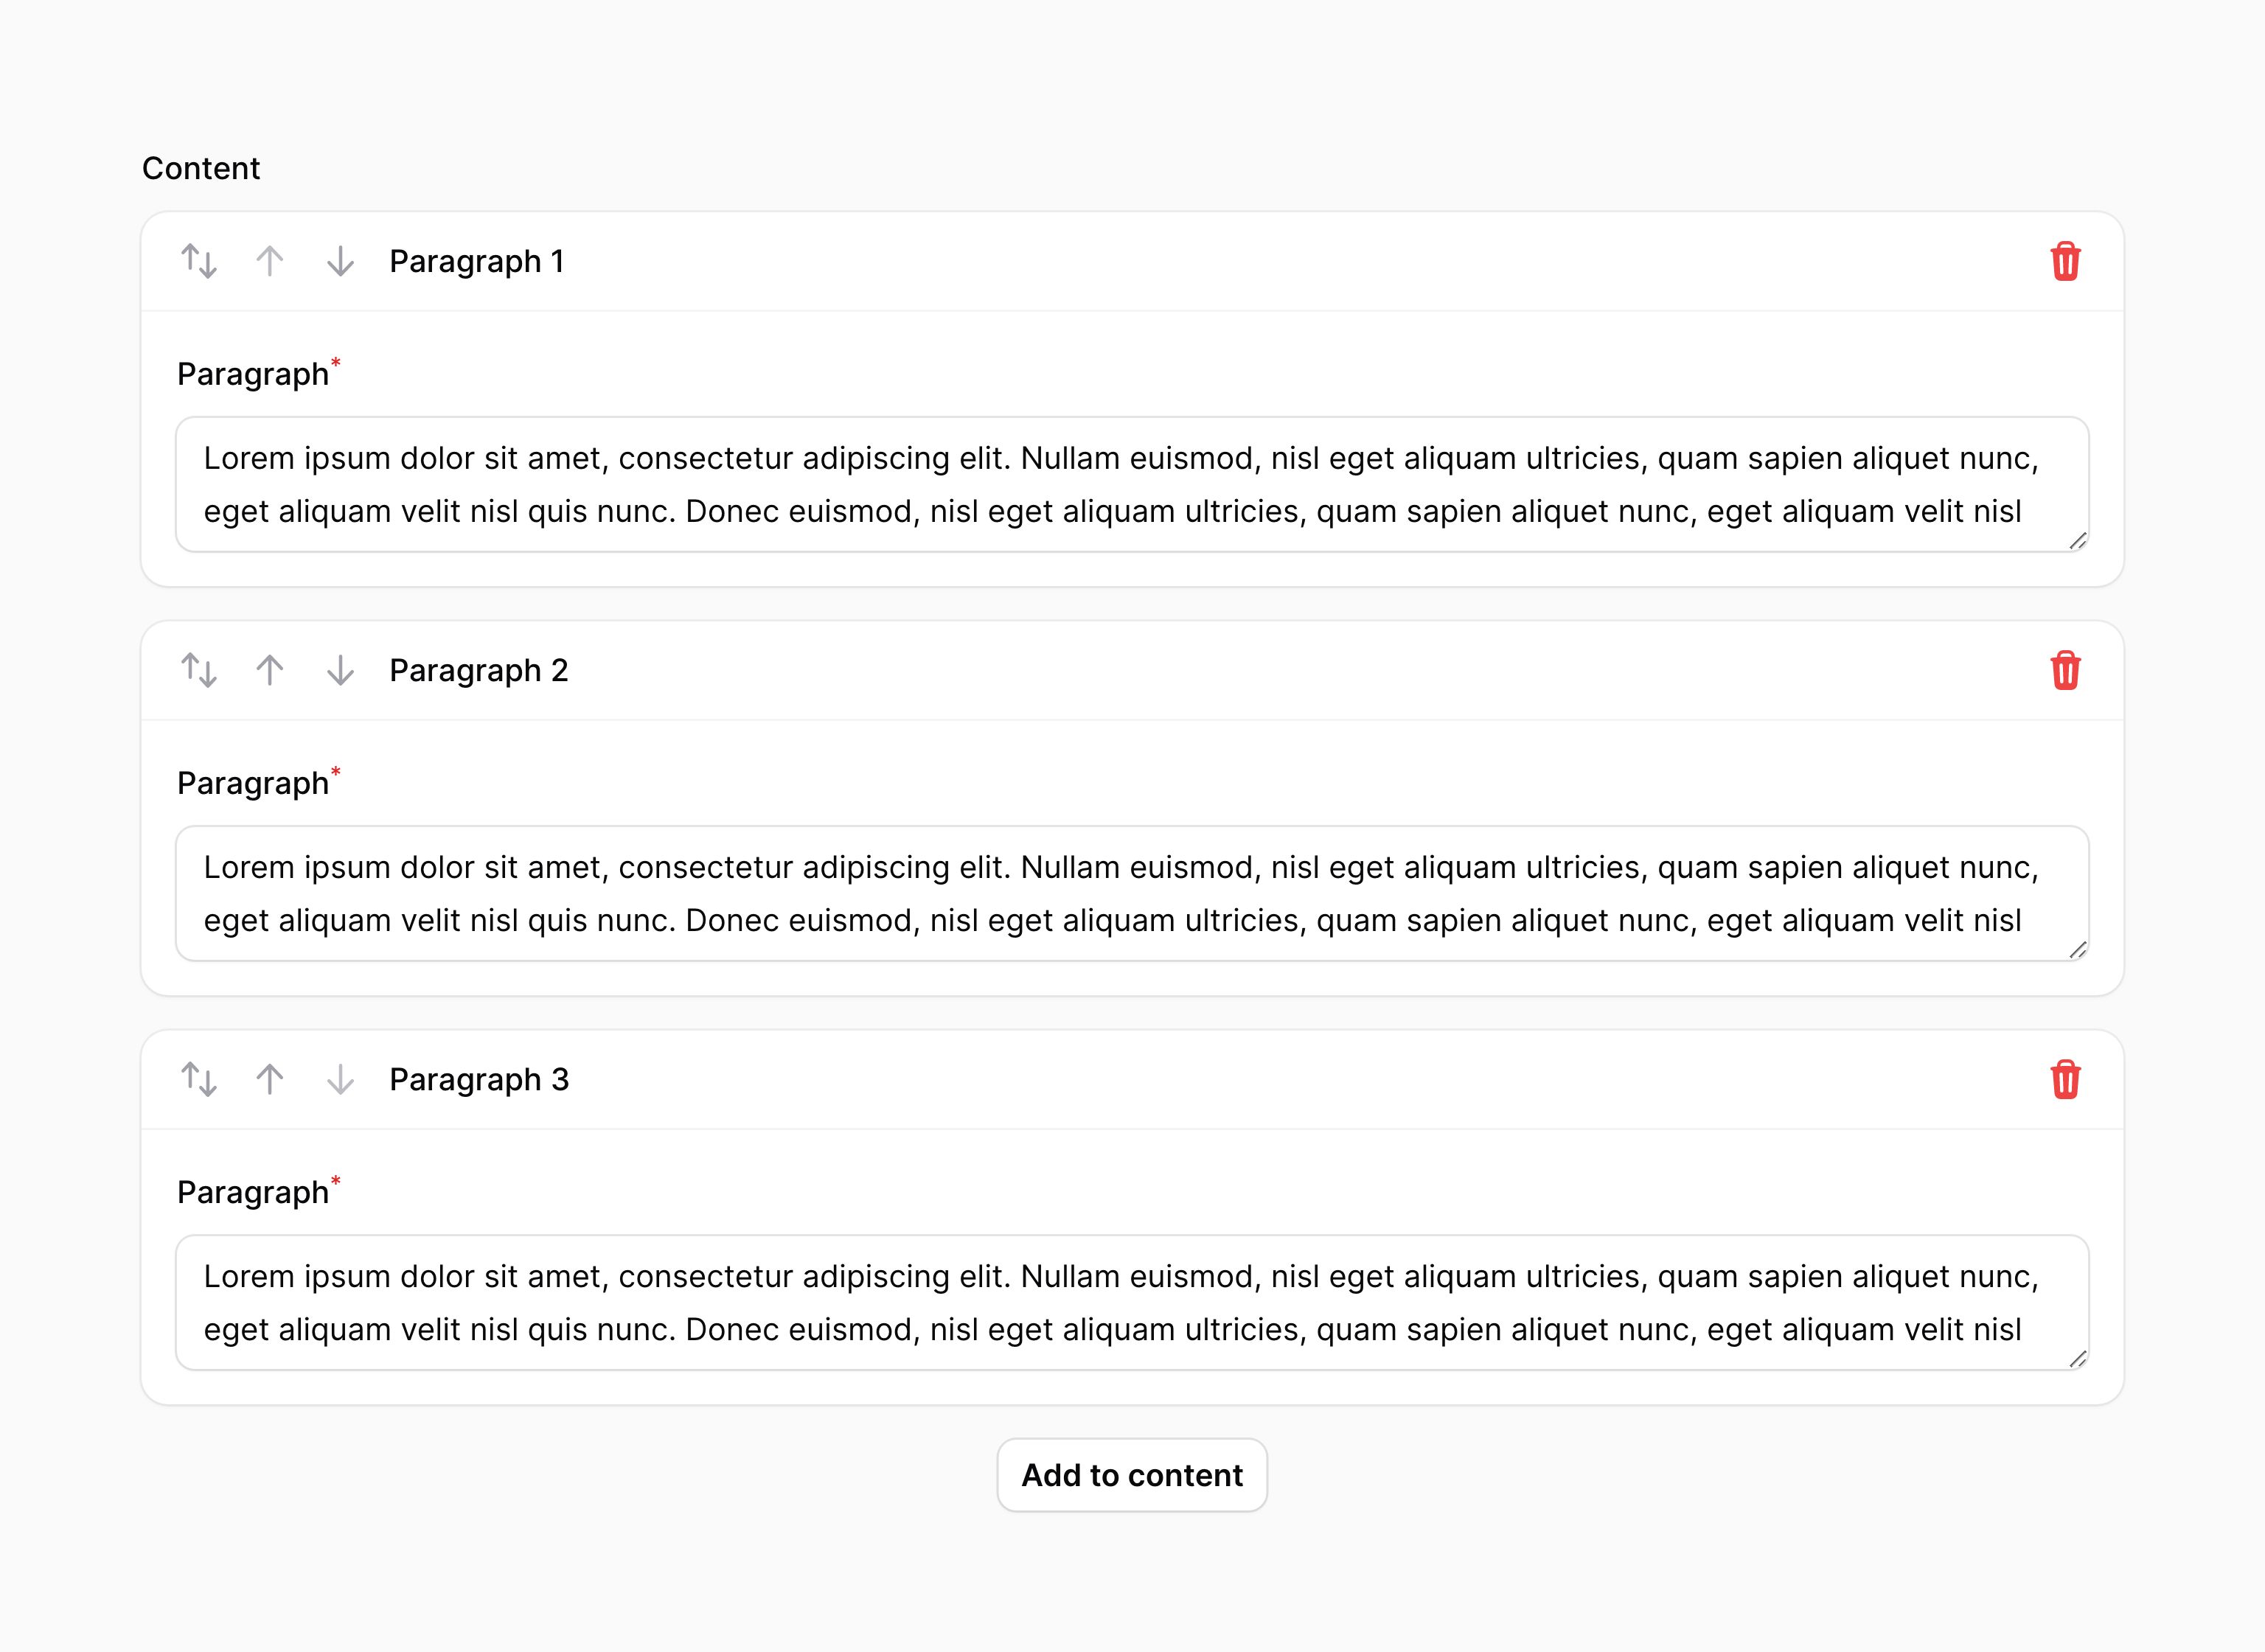 Content
Paragraph 1
Paragraph*
Lorem ipsum dolor sit amet, consectetur adipiscing elit. Nullam euismod, nisl eget aliquam ultricies, quam sapien aliquet nunc,
eget aliquam velit nisl quis nunc. Donec euismod, nisl eget aliquam ultricies, quam sapien aliquet nunc, eget aliquam velit nisl
Paragraph 2
Paragraph*
Lorem ipsum dolor sit amet, consectetur adipiscing elit. Nullam euismod, nisl eget aliquam ultricies, quam sapien aliquet nunc,
eget aliquam velit nisl quis nunc. Donec euismod, nisl eget aliquam ultricies, quam sapien aliquet nunc, eget aliquam velit nisl
Paragraph 3
Paragraph*
Lorem ipsum dolor sit amet, consectetur adipiscing elit. Nullam euismod, nisl eget aliquam ultricies, quam sapien aliquet nunc,
eget aliquam velit nisl quis nunc. Donec euismod, nisl eget aliquam ultricies, quam sapien aliquet nunc, eget aliquam velit nisl
Add to content